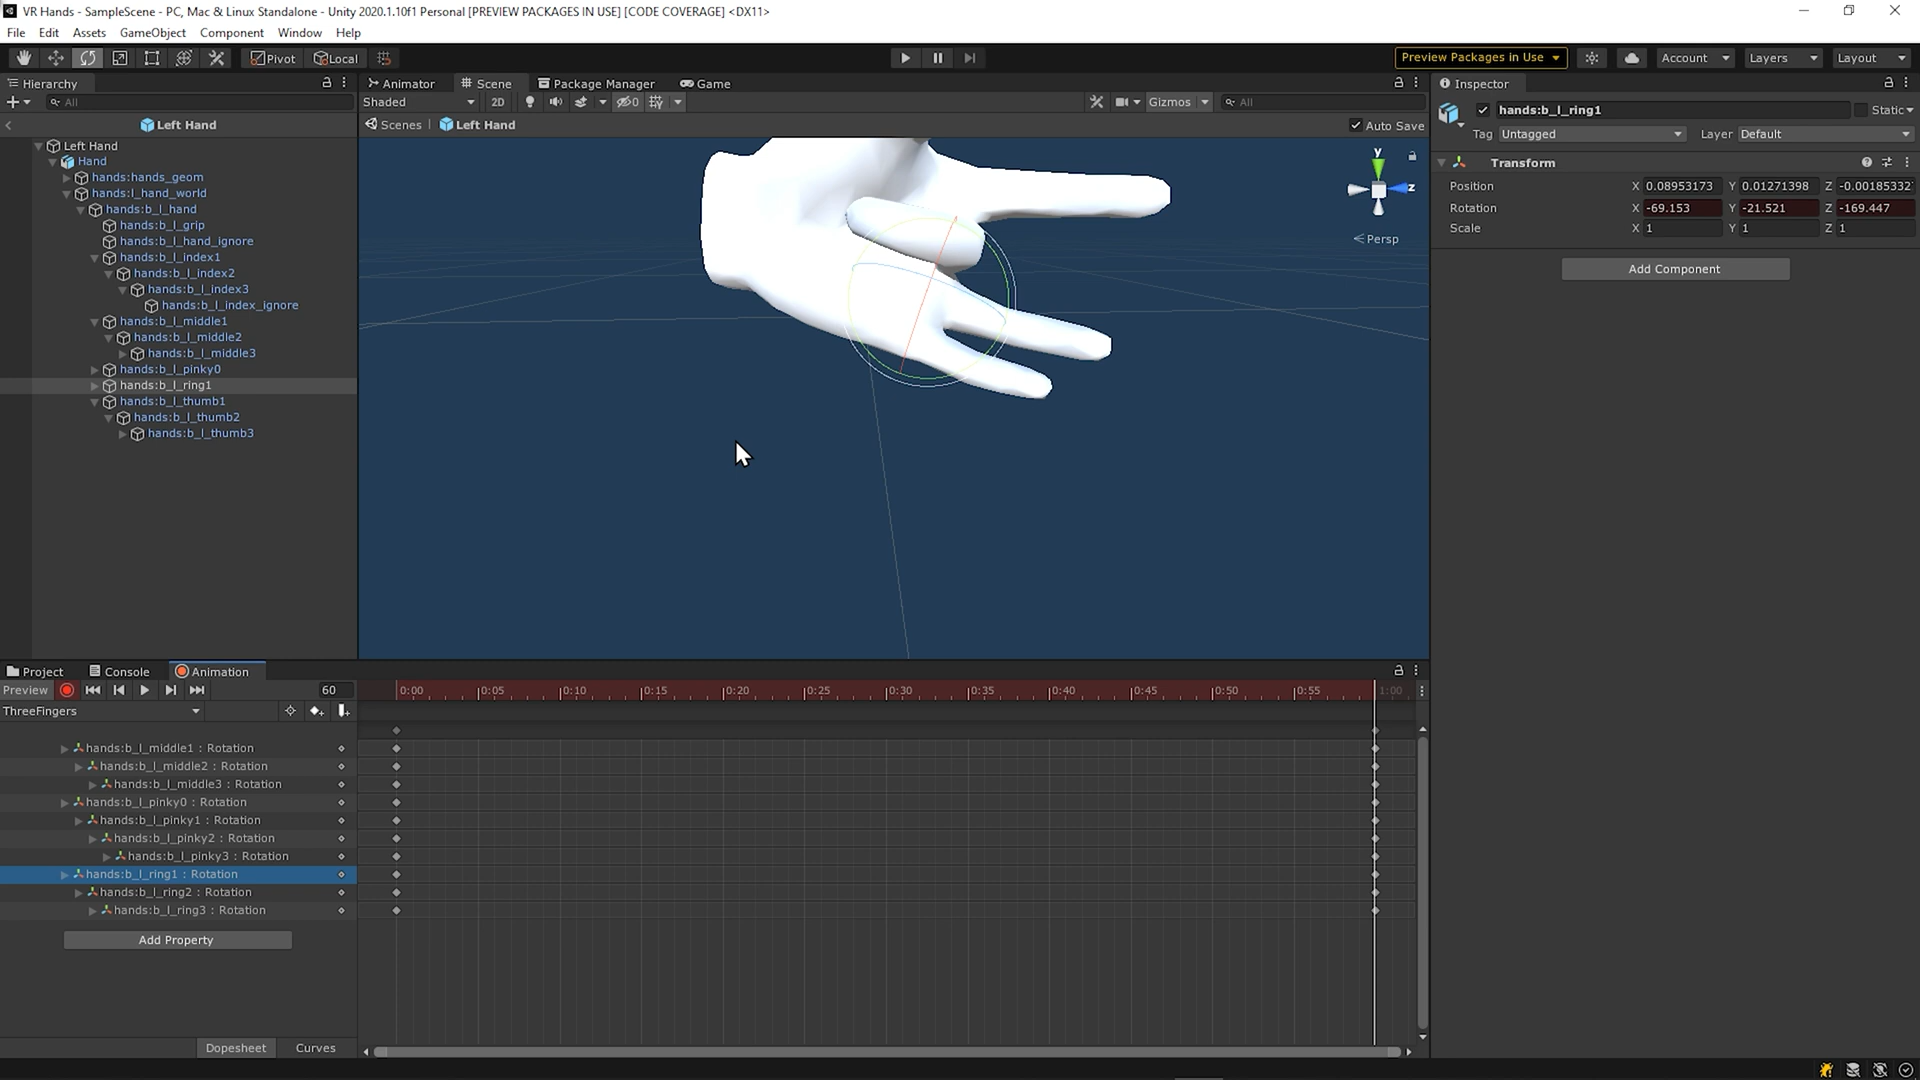 VR Hands - SampleScene - PC, Mac & Linux Standalone - Unity 2020.1.10f1 Personal [PREVIEW PACKAGES IN USE] [CODE COVERAGE] <DX11>
File Edit Assets GameObject Component Window Help
Pivot Local Preview Packages in Use Account Layers Layout
Hierarchy Animator Scene Package Manager Game Inspector
All Shaded 2D 0 Gizmos All hands:b_l_ring1 Static
Left Hand Scenes Left Hand Auto Save
Tag Untagged Layer Default
Left Hand
Hand
hands:hands_geom
hands:l_hand_world
hands:b_l_hand
hands:b_l_grip
hands:b_l_hand_ignore
hands:b_l_index1
hands:b_l_index2
hands:b_l_index3
hands:b_l_index_ignore
hands:b_l_middle1
hands:b_l_middle2
hands:b_l_middle3
hands:b_l_pinky0
hands:b_l_ring1
hands:b_l_thumb1
hands:b_l_thumb2
hands:b_l_thumb3
y
z
Persp
Transform
Position X 0.08953173 Y 0.01271398 Z -0.00185332
Rotation X -69.153 Y -21.521 Z -169.447
Scale X 1 Y 1 Z 1
Add Component
Project Console Animation
Preview 60 0:00 0:05 0:10 0:15 0:20 0:25 0:30 0:35 0:40 0:45 0:50 0:55 1:00
ThreeFingers
hands:b_l_middle1 : Rotation
hands:b_l_middle2 : Rotation
hands:b_l_middle3 : Rotation
hands:b_l_pinky0 : Rotation
hands:b_l_pinky1 : Rotation
hands:b_l_pinky2 : Rotation
hands:b_l_pinky3 : Rotation
hands:b_l_ring1 : Rotation
hands:b_l_ring2 : Rotation
hands:b_l_ring3 : Rotation
Add Property
Dopesheet Curves